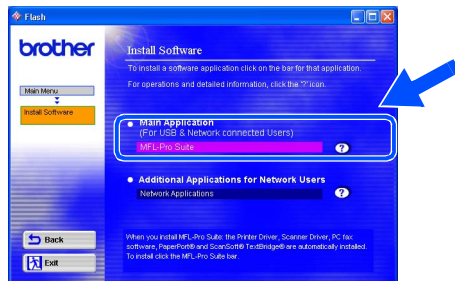 Flash
brother
Install Software
To install a software application click on the bar for that application.
For operations and detailed information, click the "?" icon.
Main Menu
Install Software
Main Application
(For USB & Network connected Users)
MFL-Pro Suite
?
Additional Applications for Network Users
Network Applications
?
When you install MFL-Pro Suite: the Printer Driver, Scanner Driver, PC fax
software, PaperPort® and ScanSoft® TextBridge® are automatically installed.
To install click the MFL-Pro Suite bar.
Back
Exit